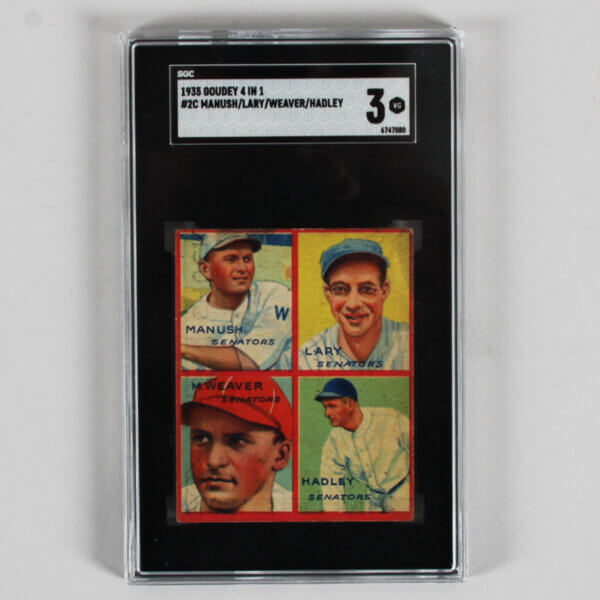 SGC
1935 GOUDEY 4 IN 1
#2C MANUSH/LARY/WEAVER/HADLEY
3 VG
6747080
W
MANUSH
SENATORS
LARY
SENATORS
M.WEAVER
SENATORS
HADLEY
SENATORS